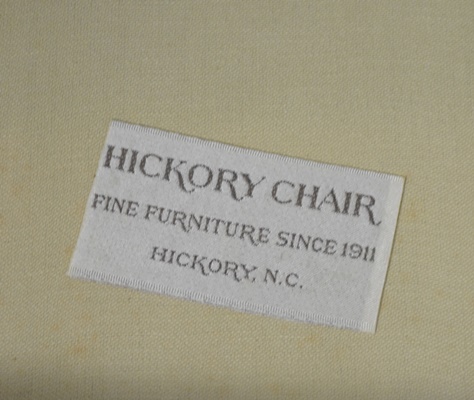 HICKORY CHAIR
FINE FURNITURE SINCE 1911
HICKORY, N.C.